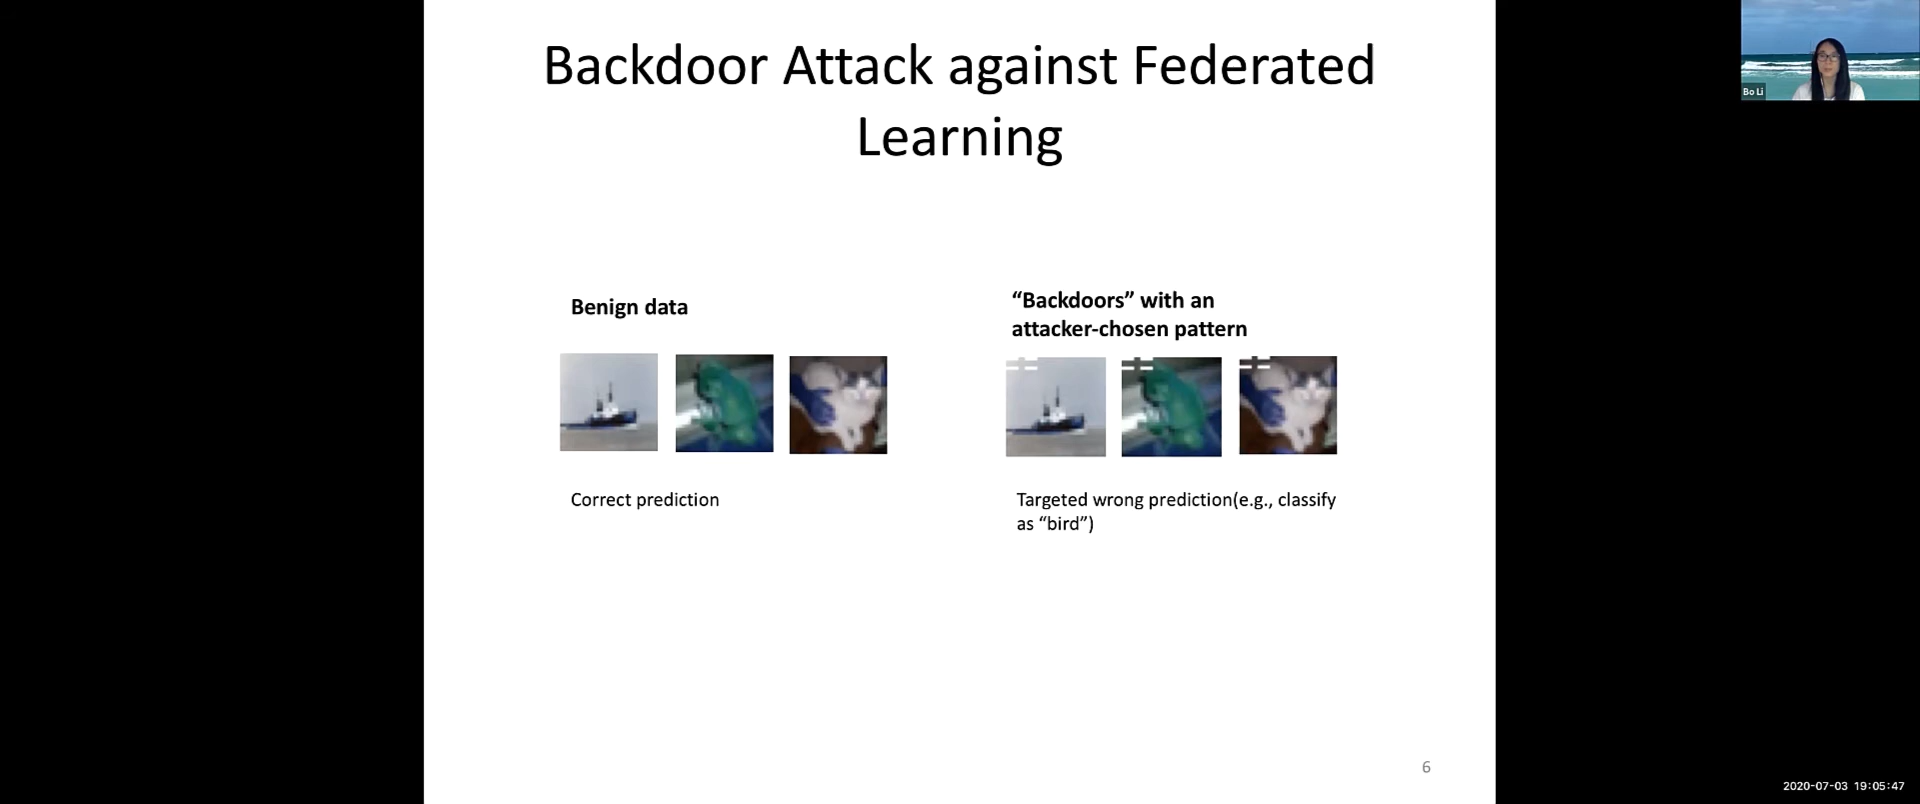 Backdoor Attack against Federated
Learning
Bo Li
Benign data
“Backdoors” with an
attacker-chosen pattern
Correct prediction
Targeted wrong prediction(e.g., classify
as “bird”)
6
2020-07-03 19:05:47